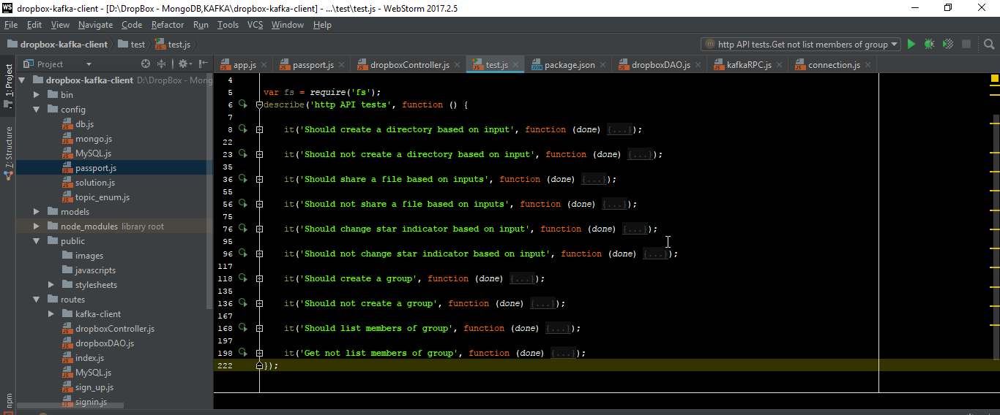 WS dropbox-kafka-client - [D:\DropBox - MongoDB,KAFKA\dropbox-kafka-client] - ...\test\test.js - WebStorm 2017.2.5
File Edit View Navigate Code Refactor Run Tools VCS Window Help
dropbox-kafka-client test test.js http API tests.Get not list members of group
Project
app.js passport.js dropboxController.js test.js package.json dropboxDAO.js kafkaRPC.js connection.js
1: Project
7: Structure
npm
dropbox-kafka-client D:\DropBox - Mong
bin
config
db.js
mongo.js
MySQL.js
passport.js
solution.js
topic_enum.js
models
node_modules library root
public
images
javascripts
stylesheets
routes
kafka-client
dropboxController.js
dropboxDAO.js
index.js
MySQL.js
sign_up.js
signin.js
4
5 var fs = require('fs');
6 describe('http API tests', function () {
7
8 it('Should create a directory based on input', function (done) {...});
22
23 it('Should not create a directory based on input', function (done) {...});
35
36 it('Should share a file based on inputs', function (done) {...});
55
56 it('Should not share a file based on inputs', function (done) {...});
75
76 it('Should change star indicator based on input', function (done) {...});
95
96 it('Should not change star indicator based on input', function (done) {...});
117
118 it('Should create a group', function (done) {...});
135
136 it('Should not create a group', function (done) {...});
167
168 it('Should list members of group', function (done) {...});
197
198 it('Get not list members of group', function (done) {...});
222 });